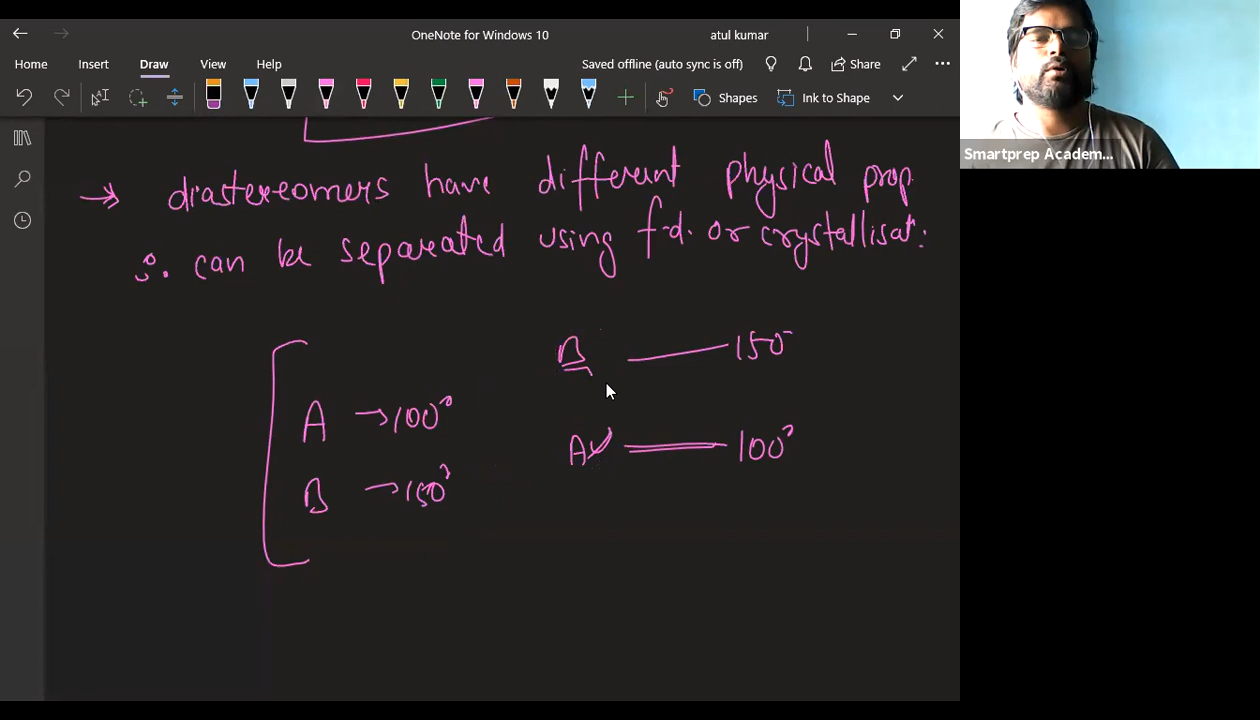 OneNote for Windows 10
atul kumar
Home Insert Draw View Help
Saved offline (auto sync is off)
Share
Shapes
Ink to Shape
Smartprep Academ...
→ diastereomers have different physical prop.
∴ can be separated using f.d. or crystallisat:
B — 150°
A → 100°
A✓ — 100°
B → 150°